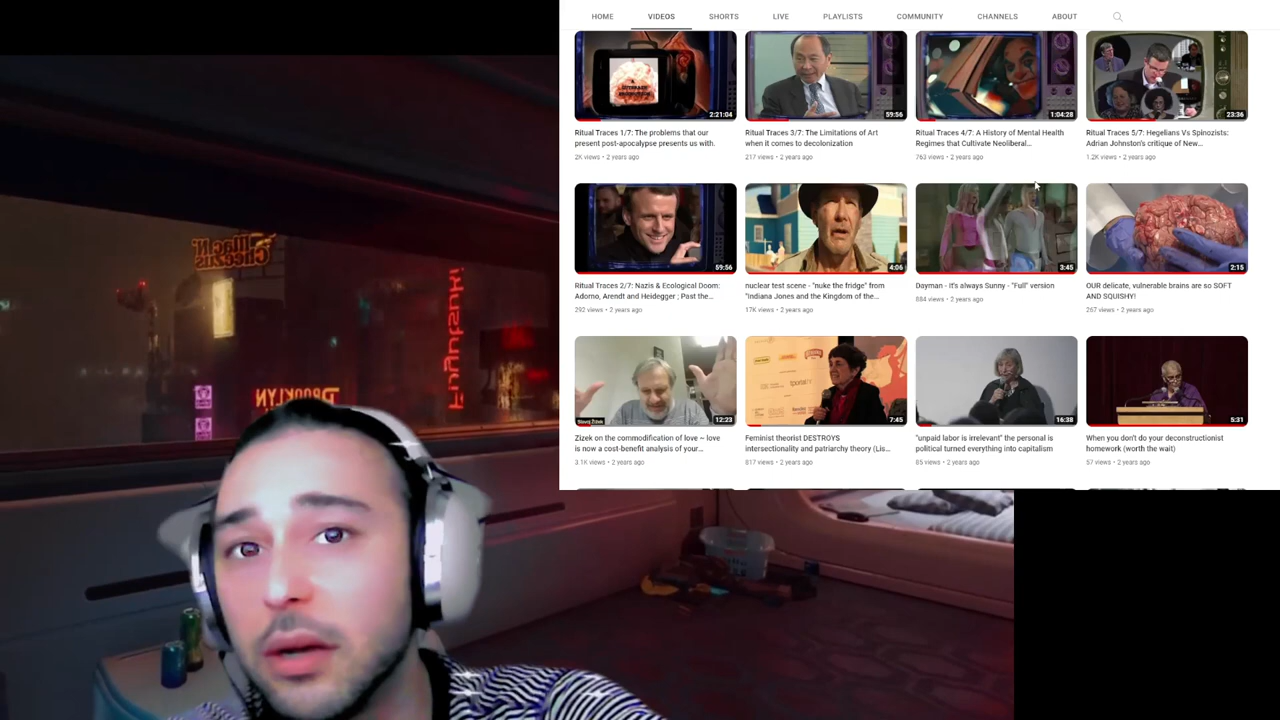 HOME VIDEOS SHORTS LIVE PLAYLISTS COMMUNITY CHANNELS ABOUT
2:21:04
59:56
1:04:28
23:36
Ritual Traces 1/7: The problems that our
present post-apocalypse presents us with.
2K views • 2 years ago
Ritual Traces 3/7: The Limitations of Art
when it comes to decolonization
217 views • 2 years ago
Ritual Traces 4/7: A History of Mental Health
Regimes that Cultivate Neoliberal...
763 views • 2 years ago
Ritual Traces 5/7: Hegelians Vs Spinozists:
Adrian Johnston's critique of New...
1.2K views • 2 years ago
59:56
4:06
3:45
2:15
Ritual Traces 2/7: Nazis & Ecological Doom:
Adorno, Arendt and Heidegger ; Past the...
292 views • 2 years ago
nuclear test scene - "nuke the fridge" from
"Indiana Jones and the Kingdom of the...
17K views • 2 years ago
Dayman - it's always Sunny - "Full" version
884 views • 2 years ago
OUR delicate, vulnerable brains are so SOFT
AND SQUISHY!
267 views • 2 years ago
Slavoj Žižek
12:23
7:45
16:38
5:31
Zizek on the commodification of love ~ love
is now a cost-benefit analysis of your...
3.1K views • 2 years ago
Feminist theorist DESTROYS
intersectionality and patriarchy theory (Lis...
817 views • 2 years ago
"unpaid labor is irrelevant" the personal is
political turned everything into capitalism
85 views • 2 years ago
When you don't do your deconstructionist
homework (worth the wait)
57 views • 2 years ago
BROOKLYN